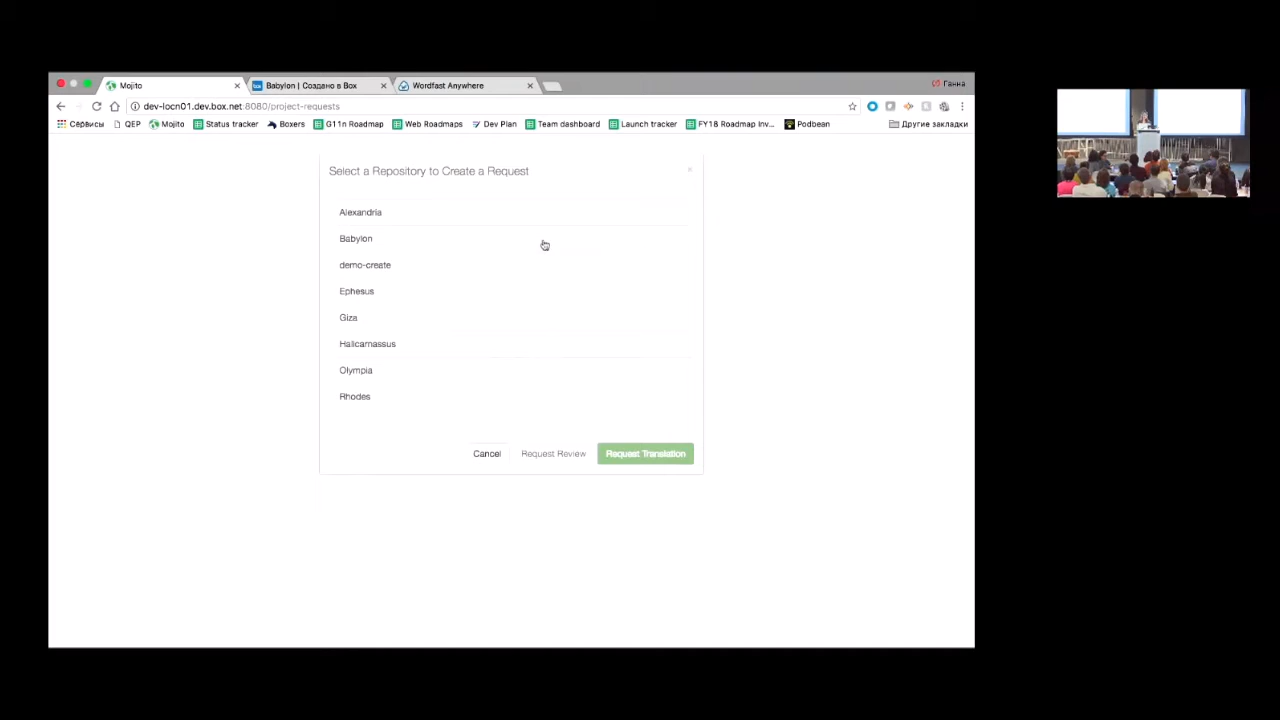 Mojito
Babylon | Создано в Box
Wordfast Anywhere
Ганна
dev-locn01.dev.box.net:8080/project-requests
Сервисы QEP Mojito Status tracker Boxers G11n Roadmap Web Roadmaps Dev Plan Team dashboard Launch tracker FY18 Roadmap Inv... Podbean Другие закладки
Select a Repository to Create a Request
Alexandria
Babylon
demo-create
Ephesus
Giza
Halicarnassus
Olympia
Rhodes
Cancel Request Review Request Translation